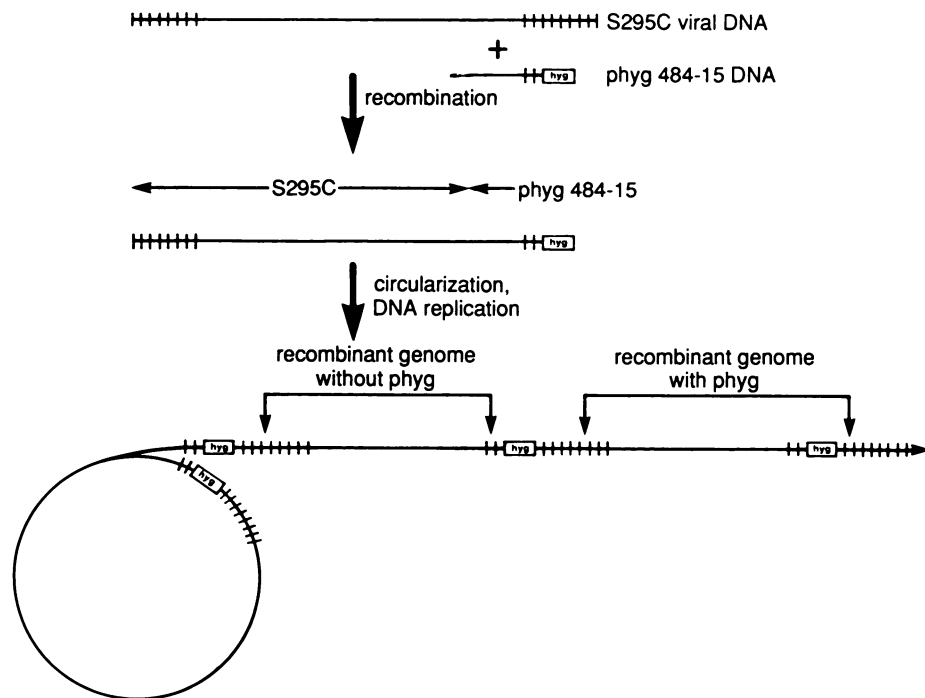 S295C viral DNA
+
hyg phyg 484-15 DNA
recombination
S295C phyg 484-15
hyg
circularization,
DNA replication
recombinant genome
without phyg
recombinant genome
with phyg
hyg hyg hyg
hyg